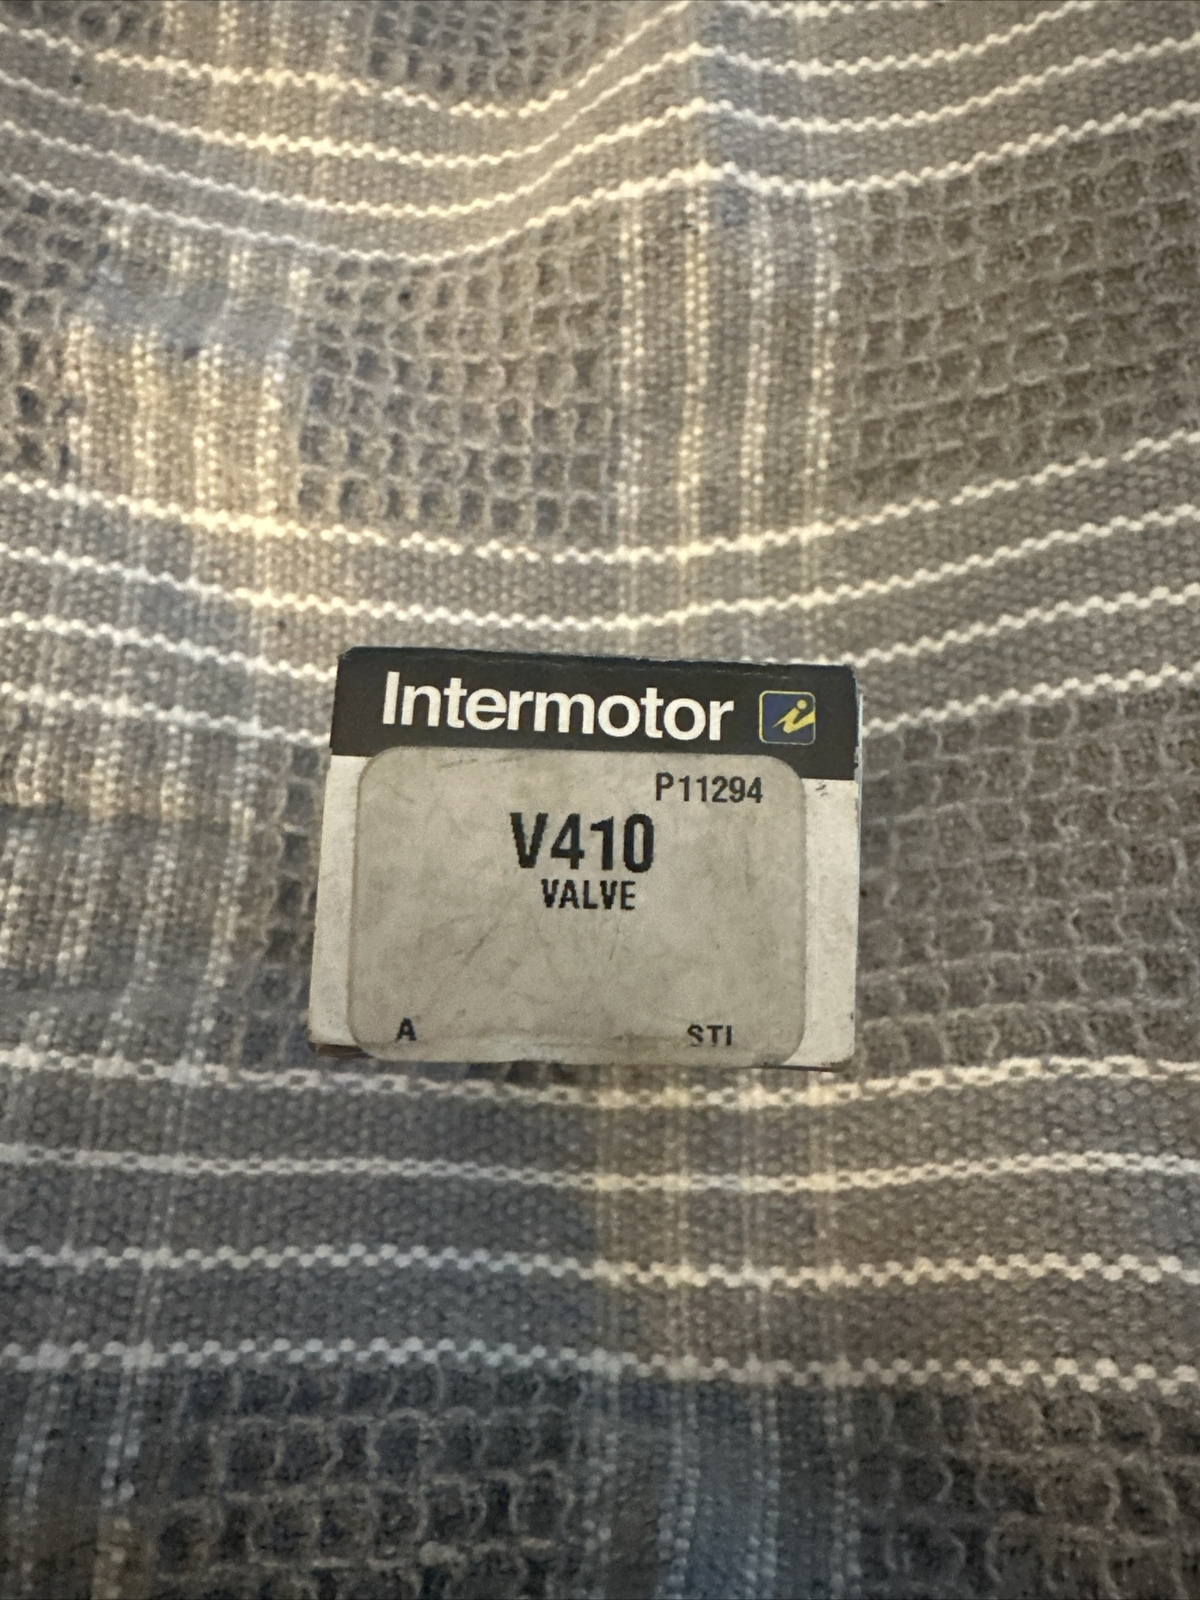 Intermotor i
P11294
V410
VALVE
A STI